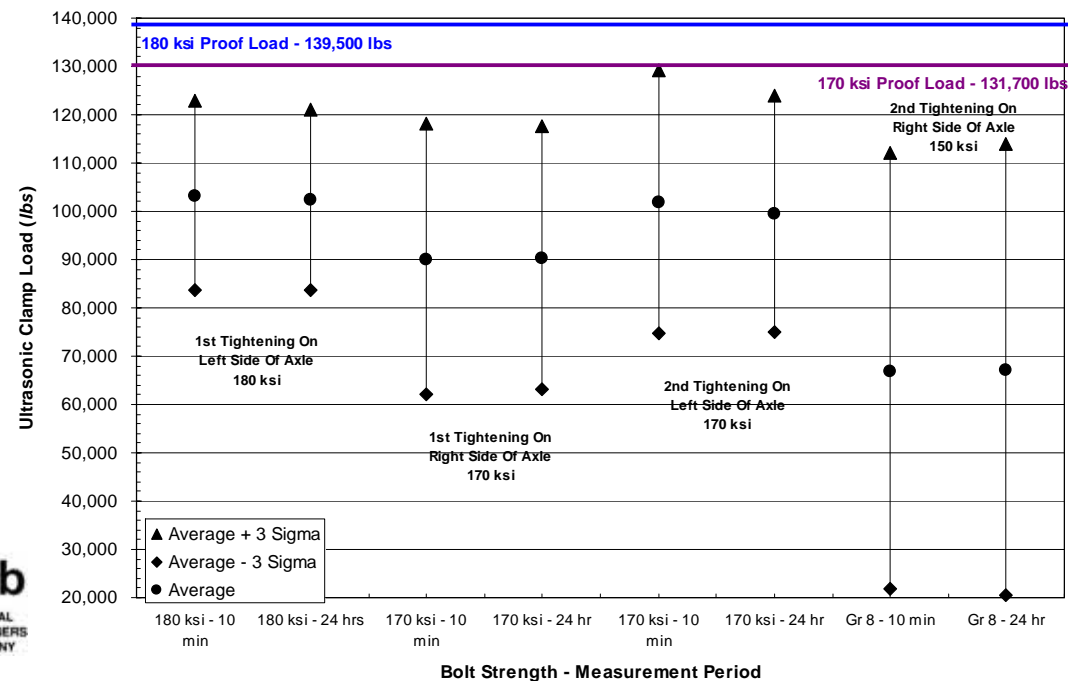 140,000
180 ksi Proof Load - 139,500 lbs
130,000
170 ksi Proof Load - 131,700 lbs
120,000
2nd Tightening On
Right Side Of Axle
150 ksi
110,000
100,000
90,000
80,000
70,000
60,000
50,000
40,000
30,000
20,000
Ultrasonic Clamp Load (lbs)
1st Tightening On
Left Side Of Axle
180 ksi
1st Tightening On
Right Side Of Axle
170 ksi
2nd Tightening On
Left Side Of Axle
170 ksi
Average + 3 Sigma
Average - 3 Sigma
Average
180 ksi - 10
min
180 ksi - 24 hrs
170 ksi - 10
min
170 ksi - 24 hr
170 ksi - 10
min
170 ksi - 24 hr
Gr 8 - 10 min
Gr 8 - 24 hr
Bolt Strength - Measurement Period
b
AL
ERS
NY